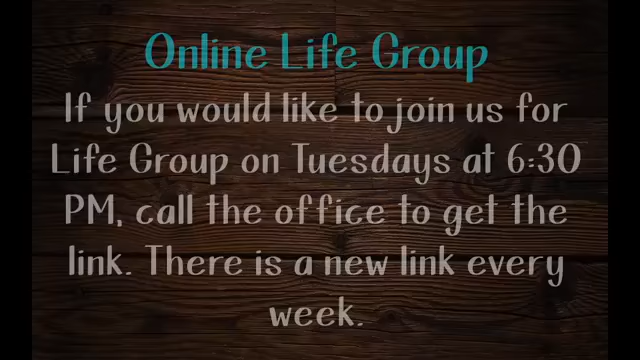 Online Life Group
If you would like to join us for
Life Group on Tuesdays at 6:30
PM, call the office to get the
link. There is a new link every
week.